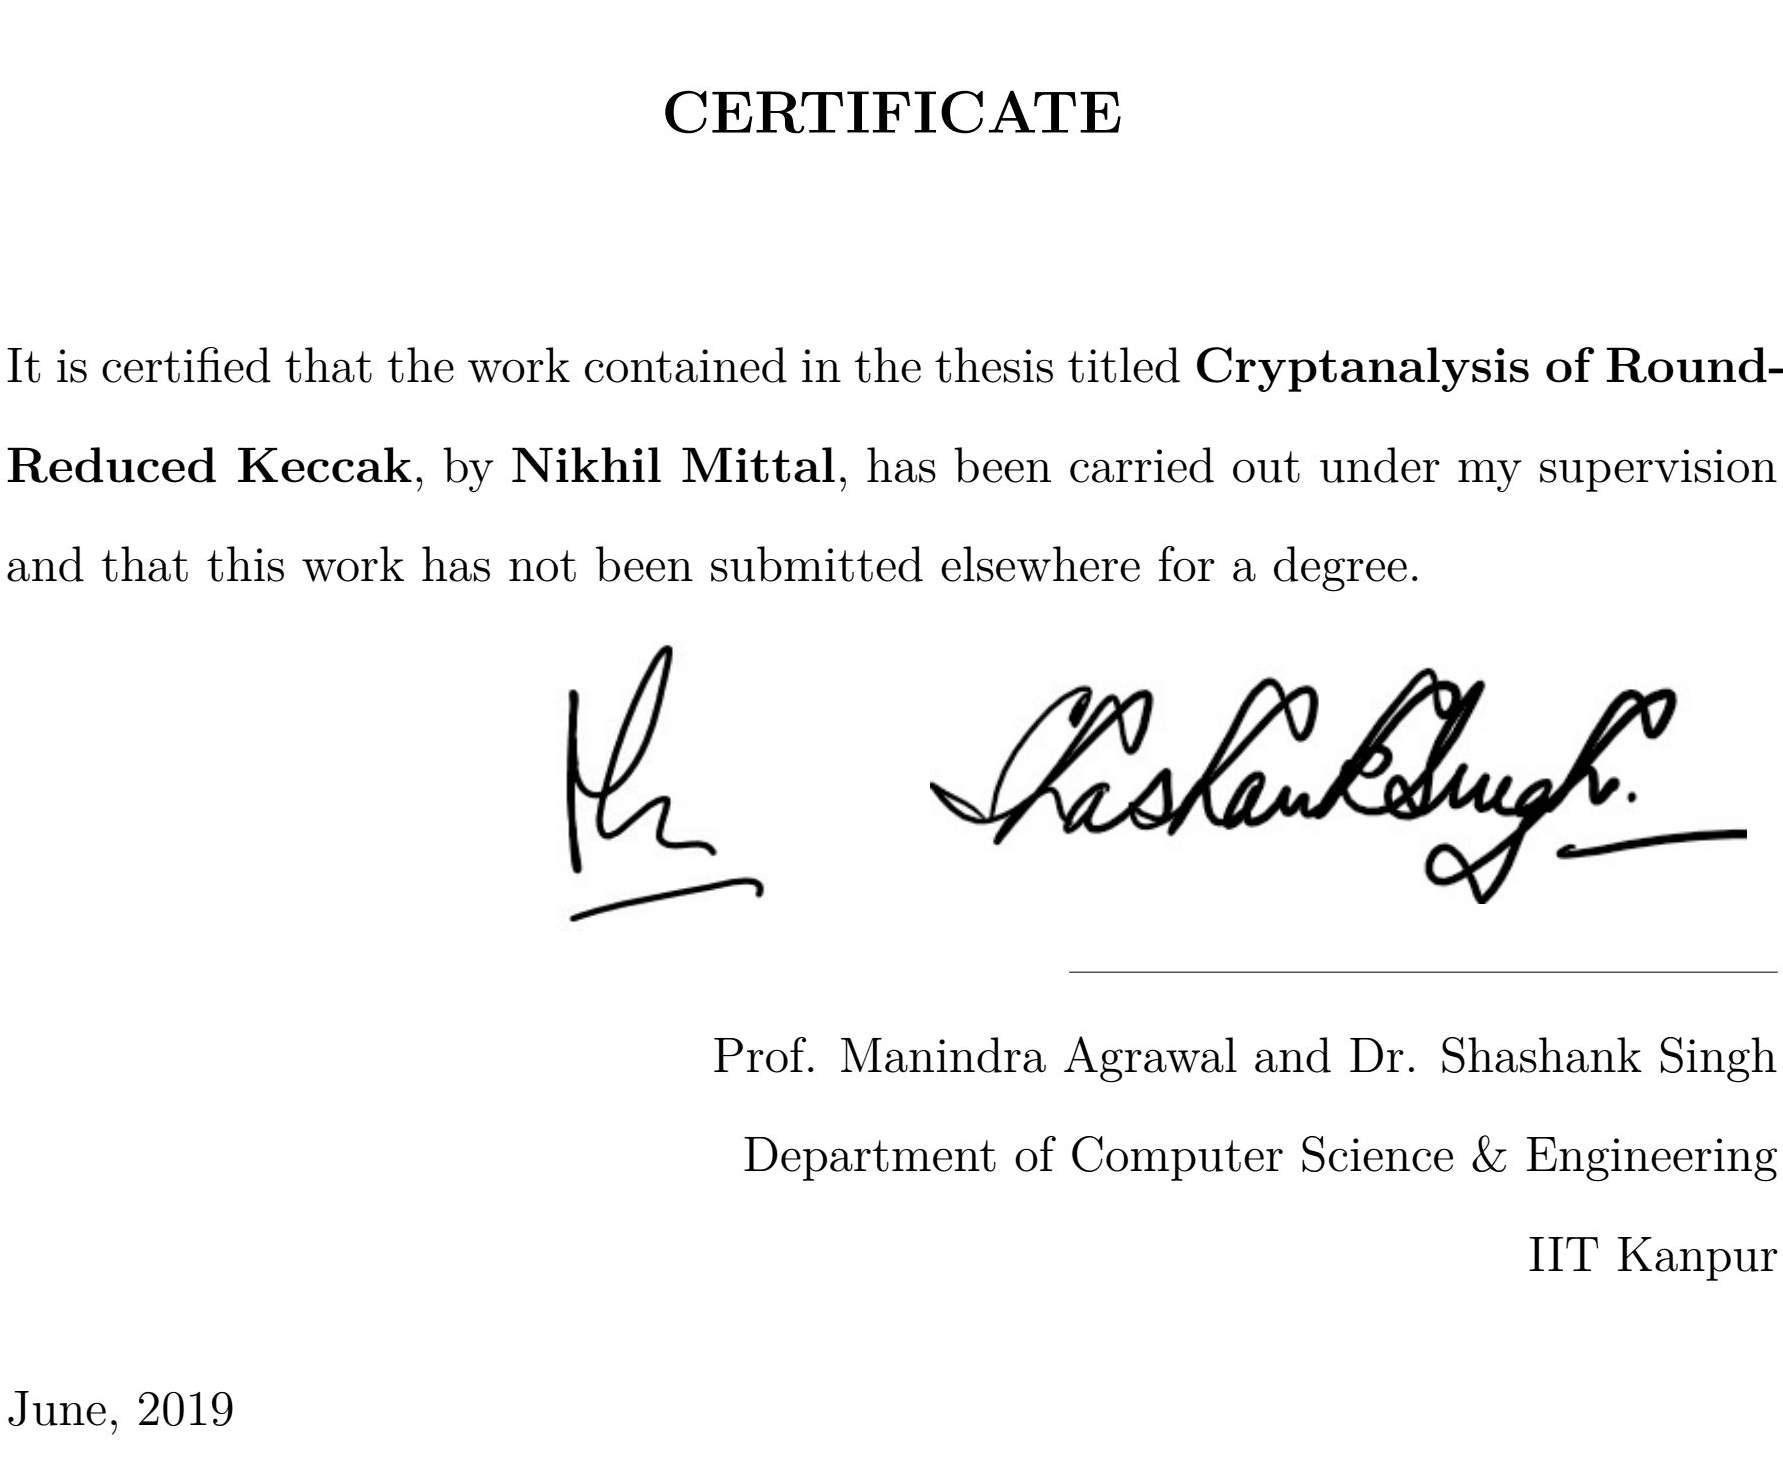 CERTIFICATE
It is certified that the work contained in the thesis titled Cryptanalysis of Round-
Reduced Keccak, by Nikhil Mittal, has been carried out under my supervision
and that this work has not been submitted elsewhere for a degree.
Shashank Singh.
Prof. Manindra Agrawal and Dr. Shashank Singh
Department of Computer Science & Engineering
IIT Kanpur
June, 2019